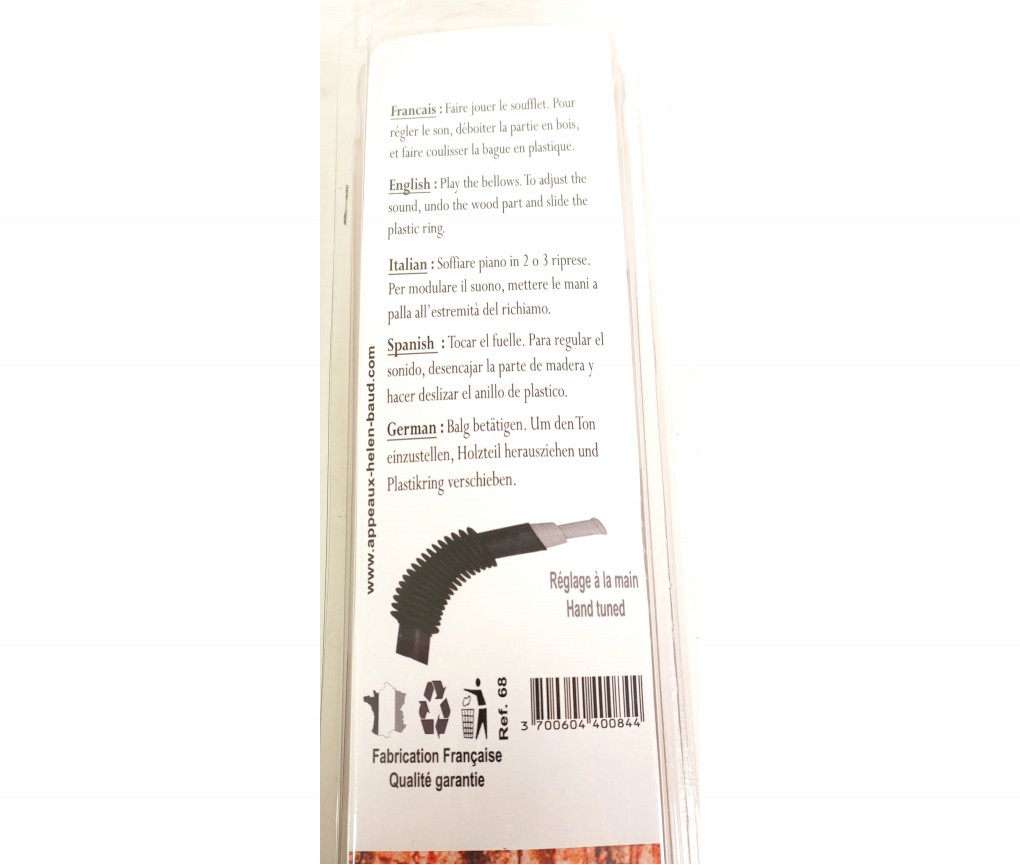 Francais : Faire jouer le soufflet. Pour
régler le son, déboiter la partie en bois,
et faire coulisser la bague en plastique.
English : Play the bellows. To adjust the
sound, undo the wood part and slide the
plastic ring.
Italian : Soffiare piano in 2 o 3 riprese.
Per modulare il suono, mettere le mani a
palla all'estremità del richiamo.
Spanish : Tocar el fuelle. Para regular el
sonido, desencajar la parte de madera y
hacer deslizar el anillo de plastico.
German : Balg betätigen. Um den Ton
einzustellen, Holzteil herausziehen und
Plastikring verschieben.
www.appeaux-helen-baud.com
Réglage à la main
Hand tuned
Ref. 68
3 700604 400844
Fabrication Française
Qualité garantie